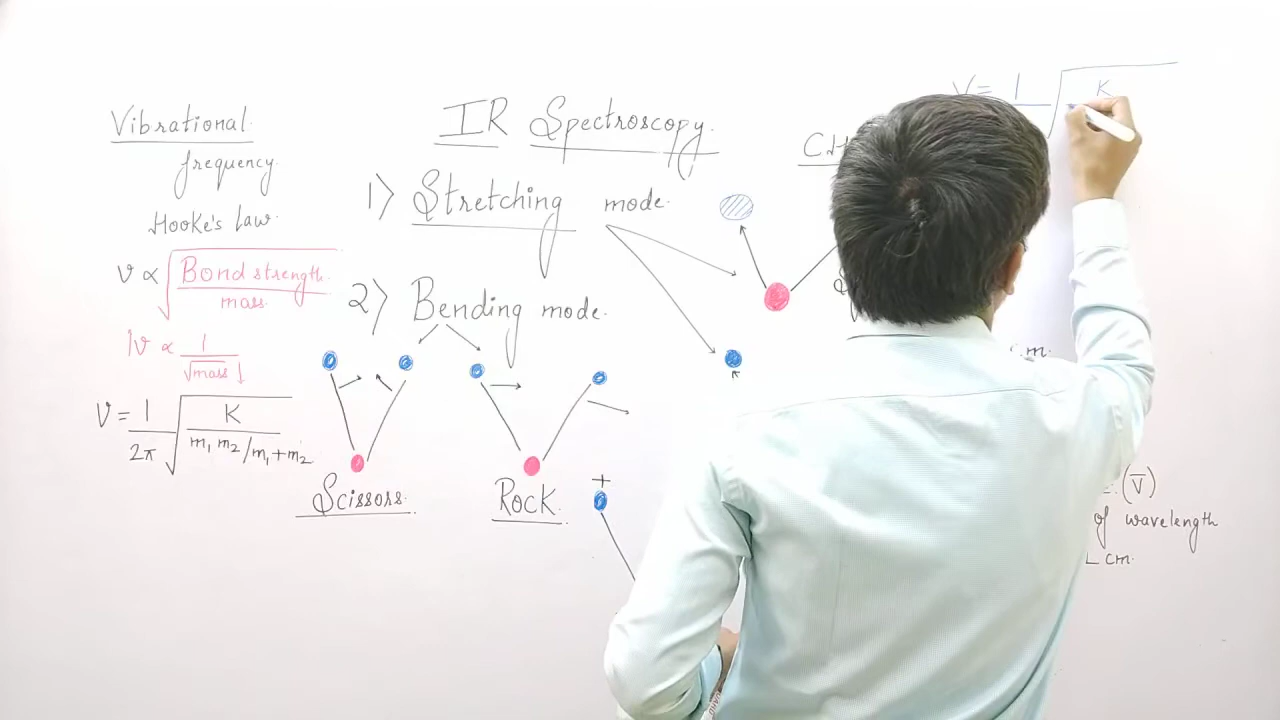 Vibrational
frequency
Hooke's law
ν ∝ √(Bond strength / mass)
↑ν ∝ 1/√mass ↓
ν = 1/2π √(K / m₁ m₂ / m₁ + m₂)
IR Spectroscopy
1) Stretching mode
2) Bending mode
Scissors
Rock
+
ν = 1 √ K
(ν̄)
of wavelength
cm